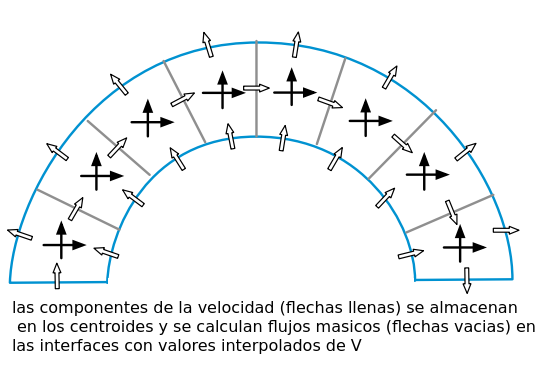 las componentes de la velocidad (flechas llenas) se almacenan
en los centroides y se calculan flujos masicos (flechas vacias) en
las interfaces con valores interpolados de V